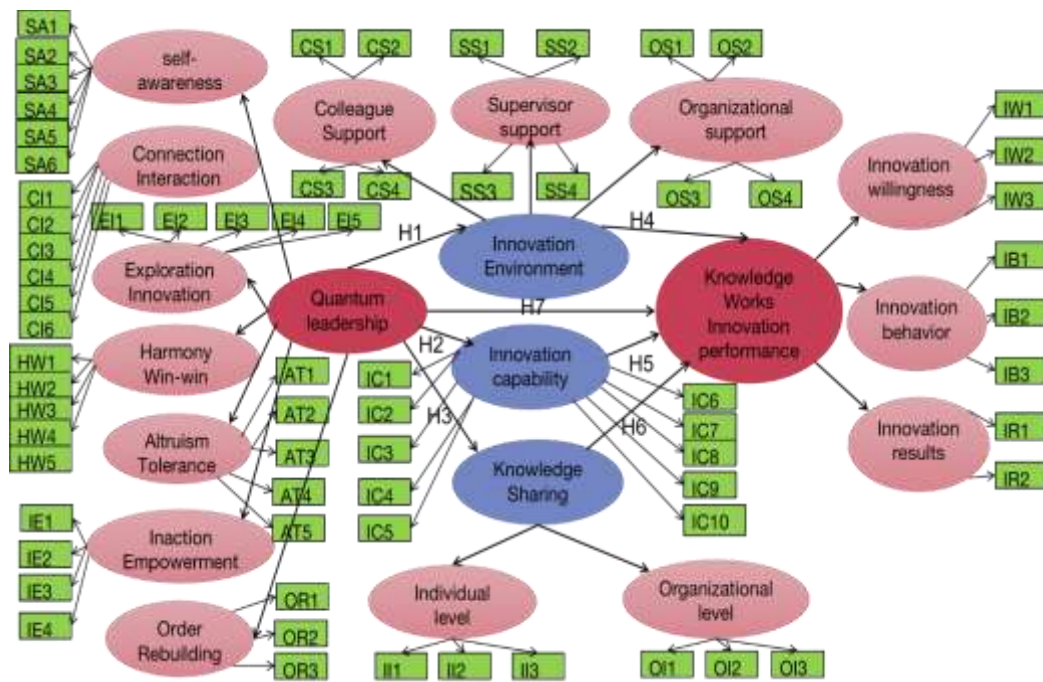 SA1
SA2
SA3
SA4
SA5
SA6
self-
awareness
CS1
CS2
Colleague
Support
CS3
CS4
SS1
SS2
Supervisor
support
SS3
SS4
OS1
OS2
Organizational
support
OS3
OS4
IW1
IW2
IW3
Innovation
willingness
Connection
Interaction
CI1
CI2
CI3
CI4
CI5
CI6
EI1
EI2
EI3
EI4
EI5
Exploration
Innovation
H1
Innovation
Environment
H4
Quantum
leadership
H7
Knowledge
Works
Innovation
performance
IB1
IB2
IB3
Innovation
behavior
HW1
HW2
HW3
HW4
HW5
Harmony
Win-win
H2
Innovation
capability
H5
H3
H6
IC1
IC2
IC3
IC4
IC5
IC6
IC7
IC8
IC9
IC10
Altruism
Tolerance
AT1
AT2
AT3
AT4
AT5
Knowledge
Sharing
Innovation
results
IR1
IR2
IE1
IE2
IE3
IE4
Inaction
Empowerment
Order
Rebuilding
OR1
OR2
OR3
Individual
level
II1
II2
II3
Organizational
level
OI1
OI2
OI3